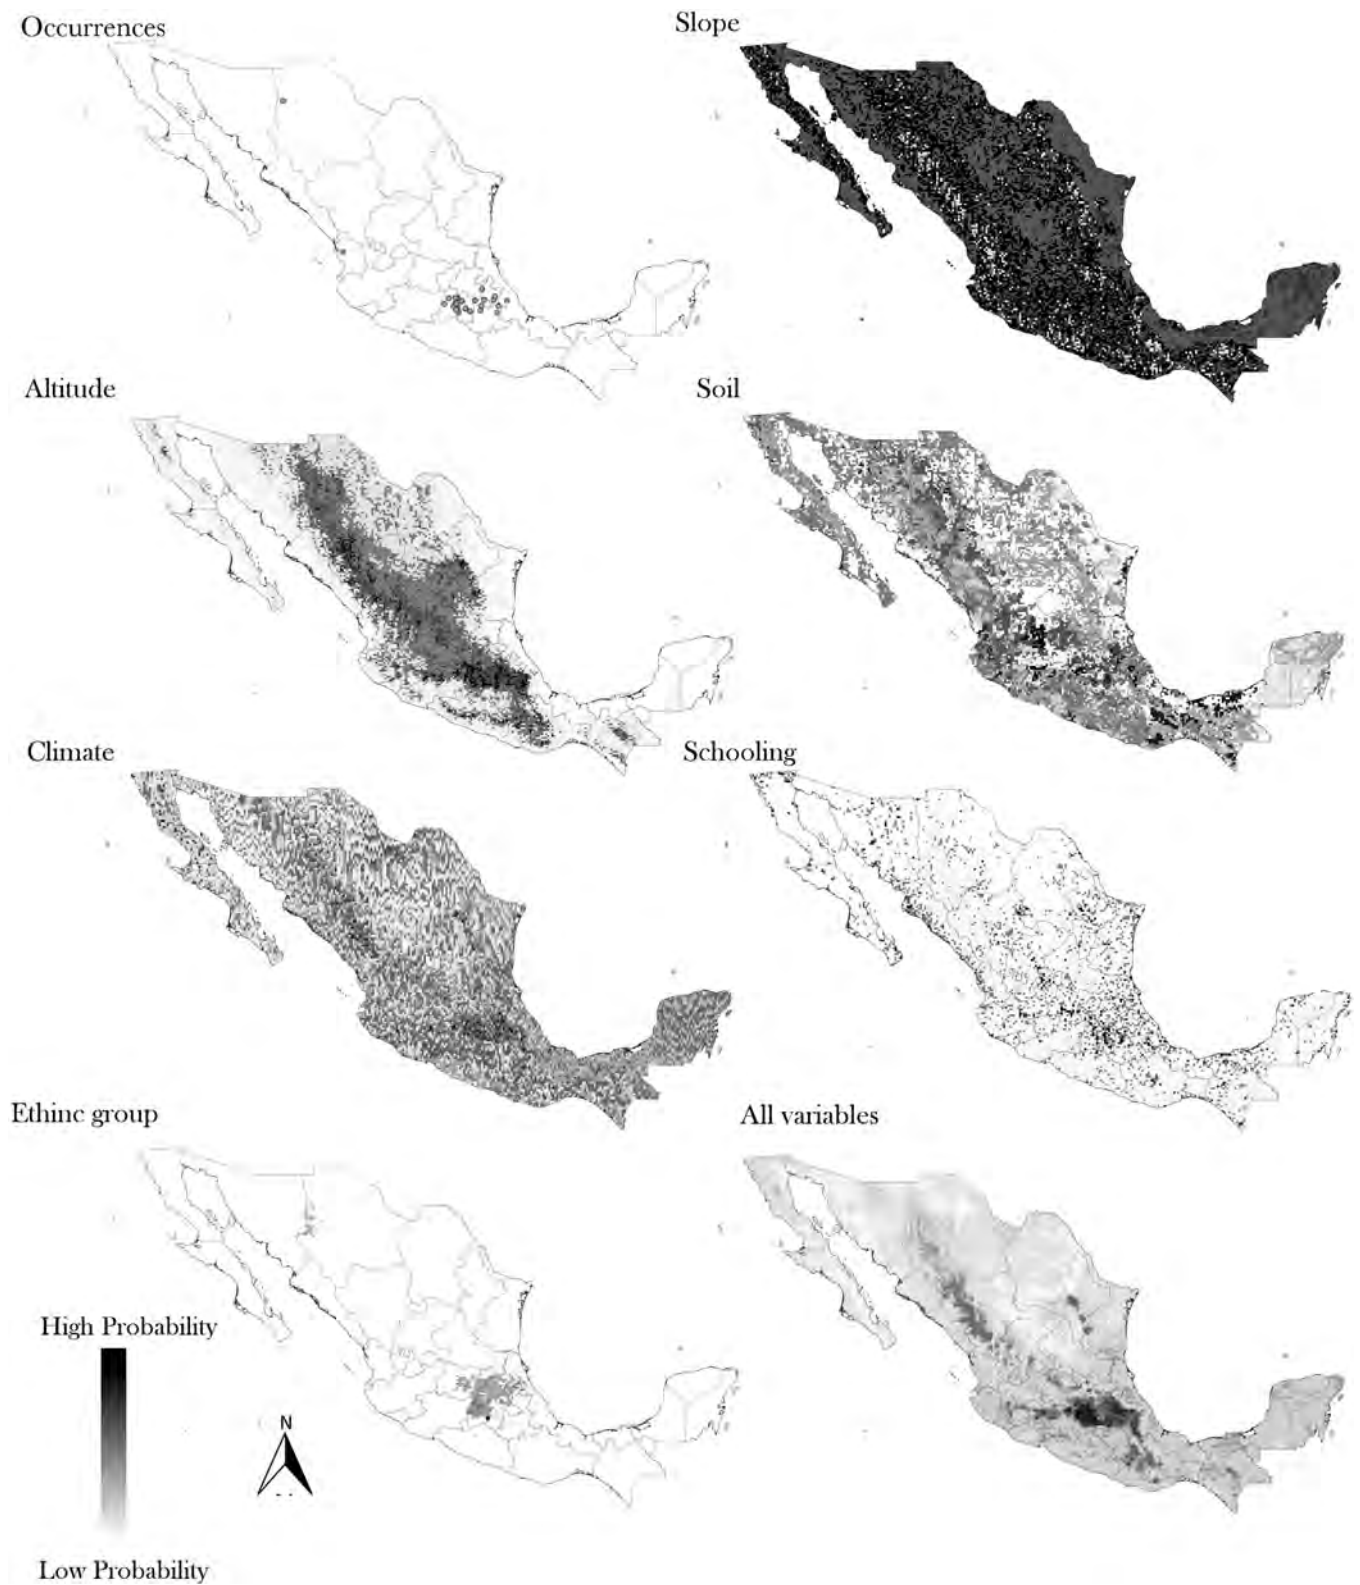 Occurrences
Slope
Altitude
Soil
Climate
Schooling
Ethinc group
All variables
High Probability
N
Low Probability